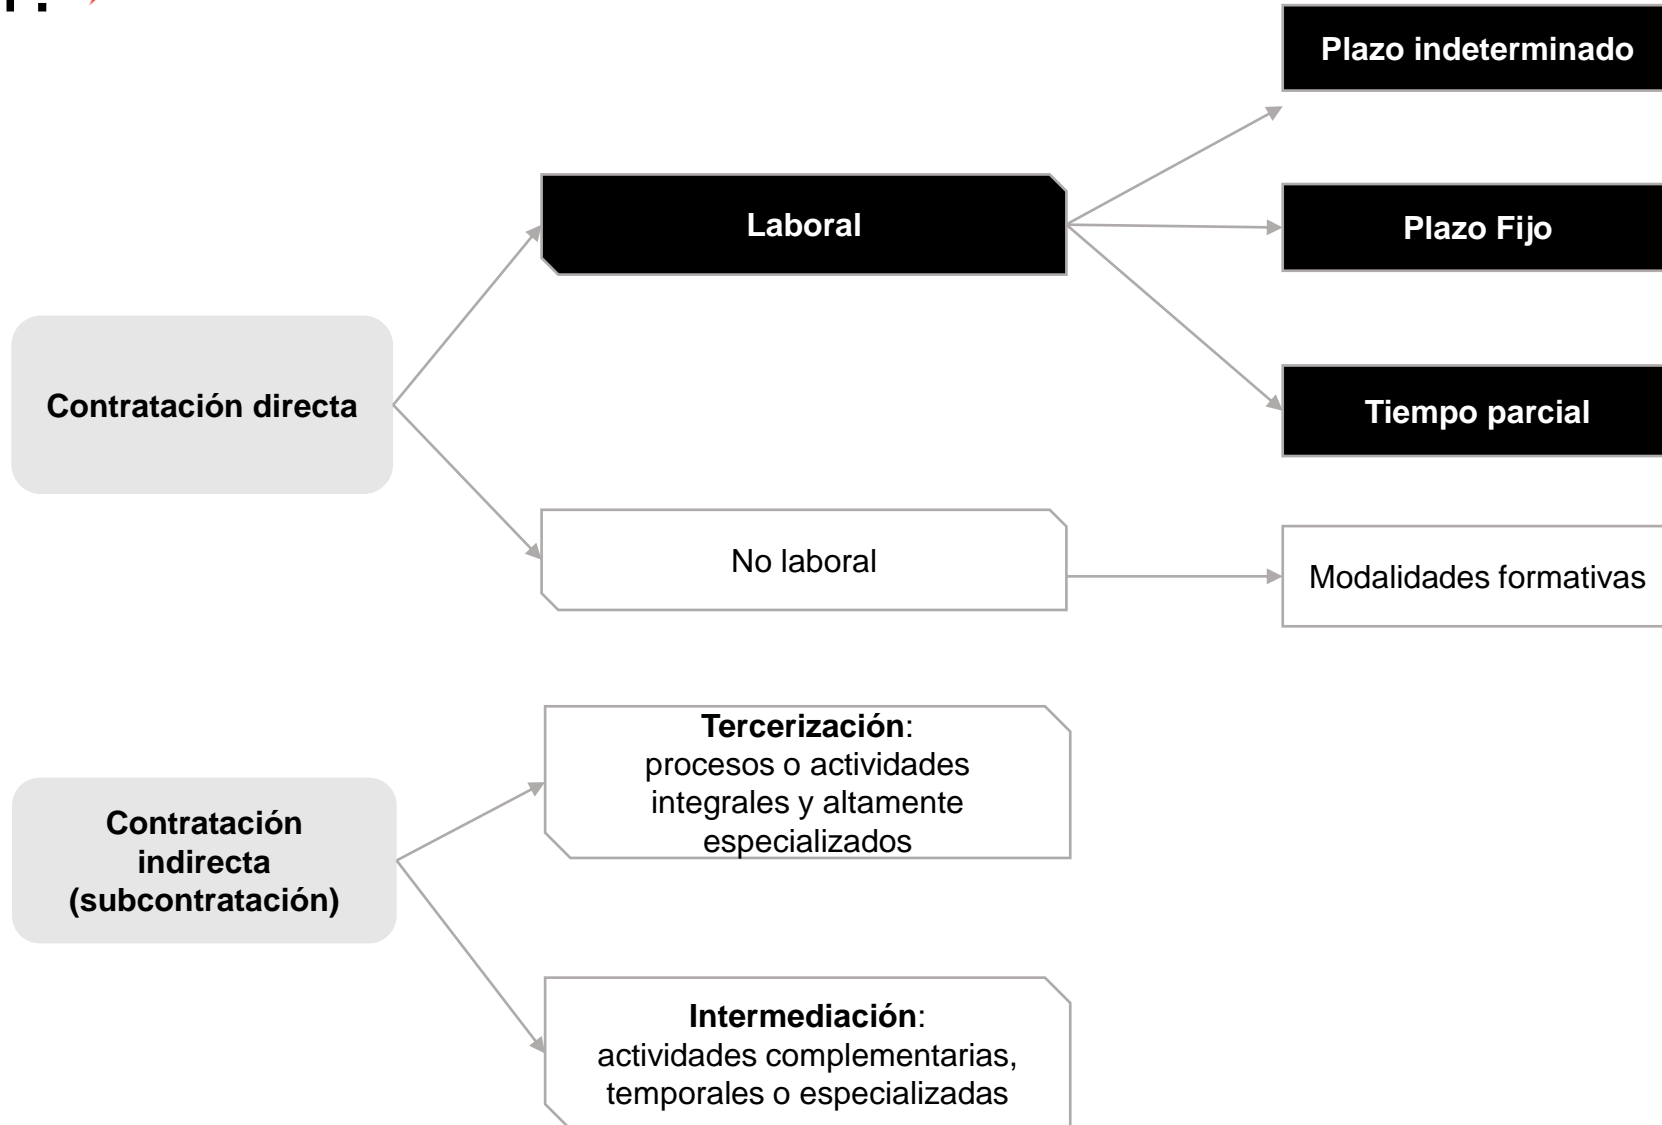 Plazo indeterminado
Laboral
Plazo Fijo
Contratación directa
Tiempo parcial
No laboral
Modalidades formativas
Tercerización:
procesos o actividades
integrales y altamente
especializados
Contratación
indirecta
(subcontratación)
Intermediación:
actividades complementarias,
temporales o especializadas